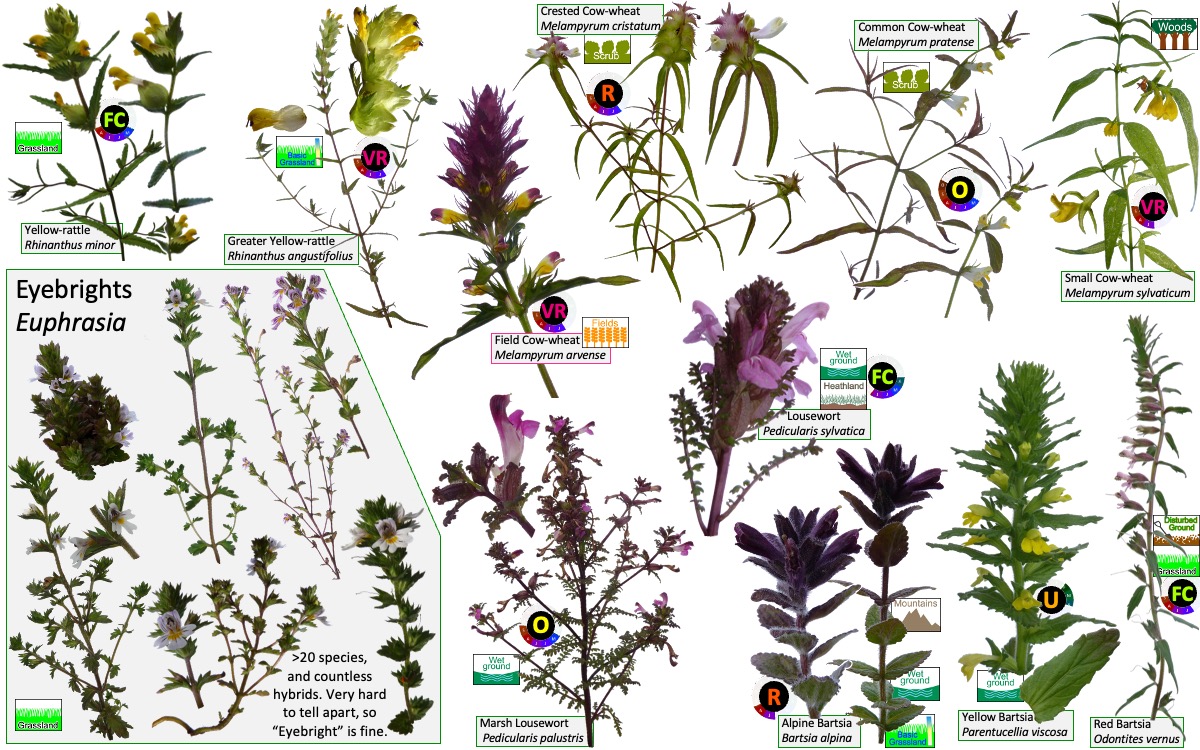 Yellow-rattle
Rhinanthus minor
Grassland
FC
Greater Yellow-rattle
Rhinanthus angustifolius
Basic
Grassland
VR
Crested Cow-wheat
Melampyrum cristatum
Scrub
R
Common Cow-wheat
Melampyrum pratense
Scrub
O
Woods
VR
Small Cow-wheat
Melampyrum sylvaticum
VR
Fields
Field Cow-wheat
Melampyrum arvense
Eyebrights
Euphrasia
>20 species,
and countless
hybrids. Very hard
to tell apart, so
“Eyebright” is fine.
Grassland
Wet
ground
Heathland
FC
Lousewort
Pedicularis sylvatica
O
Wet
ground
Marsh Lousewort
Pedicularis palustris
Mountains
Wet
ground
Basic
Grassland
R
Alpine Bartsia
Bartsia alpina
U
Wet
ground
Yellow Bartsia
Parentucellia viscosa
Disturbed
Ground
Grassland
FC
Red Bartsia
Odontites vernus